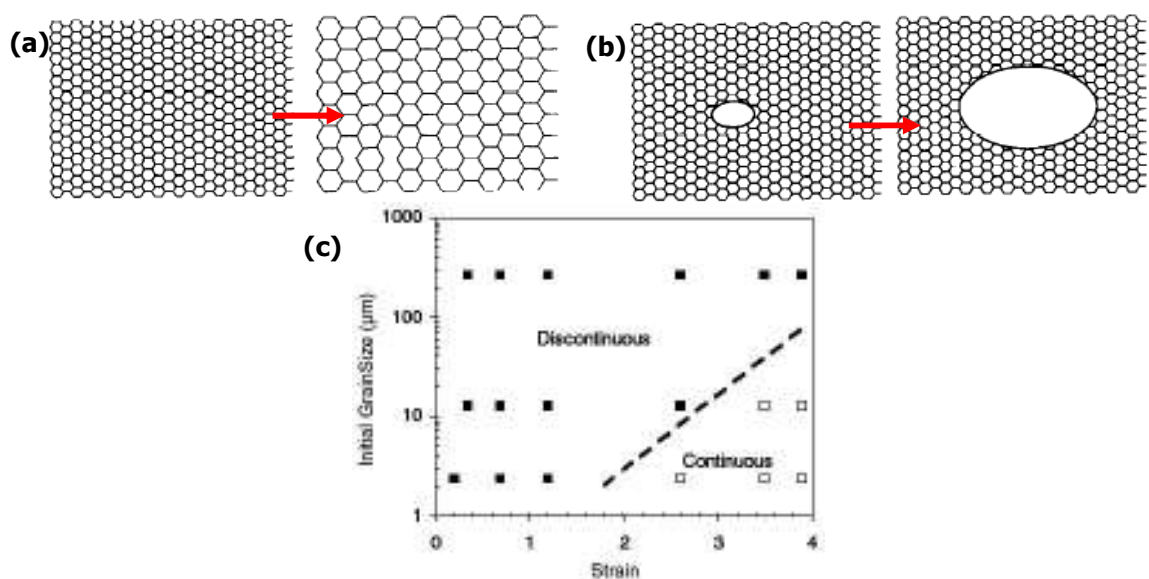 (a)
(b)
(c)
1000
100
10
1
Initial GrainSize (µm)
Discontinuous
Continuous
0
1
2
3
4
Strain